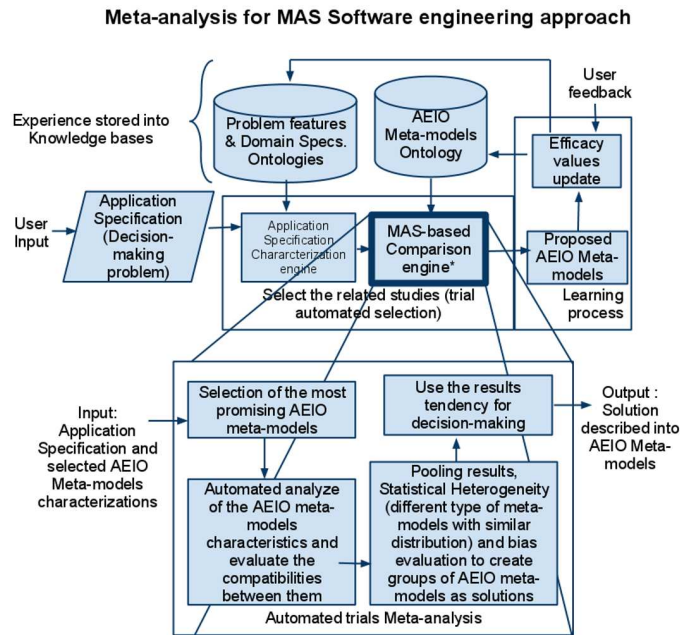 Meta-analysis for MAS Software engineering approach
Experience stored into
Knowledge bases
Problem features
& Domain Specs.
Ontologies
AEIO
Meta-models
Ontology
User
feedback
Efficacy
values
update
User
Input
Application
Specification
(Decision-
making
problem)
Application
Specification
Chararcterization
engine
MAS-based
Comparison
engine*
Proposed
AEIO Meta-
models
Select the related studies (trial
automated selection)
Learning
process
Input:
Application
Specification and
selected AEIO
Meta-models
characterizations
Selection of the most
promising AEIO
meta-models
Automated analyze
of the AEIO meta-
models
characteristics and
evaluate the
compatibilities
between them
Use the results
tendency for
decision-making
Pooling results,
Statistical Heterogeneity
(different type of meta-
models with similar
distribution) and bias
evaluation to create
groups of AEIO meta-
models as solutions
Output :
Solution
described into
AEIO Meta-
models
Automated trials Meta-analysis